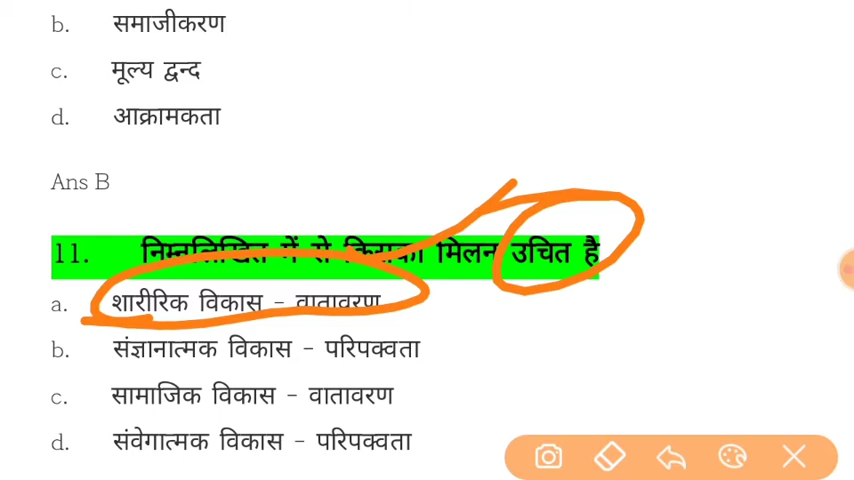 b. समाजीकरण
c. मूल्य द्वन्द
d. आक्रामकता
Ans B
11. निम्नलिखित में से किसका मिलन उचित है
a. शारीरिक विकास - वातावरण
b. संज्ञानात्मक विकास - परिपक्वता
c. सामाजिक विकास - वातावरण
d. संवेगात्मक विकास - परिपक्वता